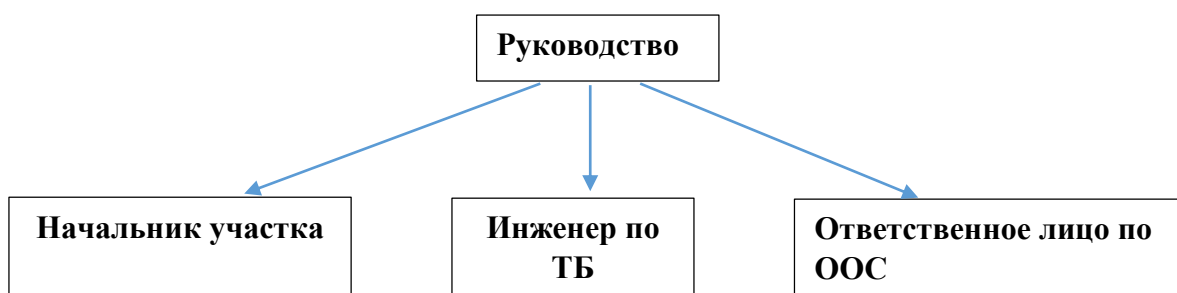 Руководство
Начальник участка
Инженер по
ТБ
Ответственное лицо по
ООС